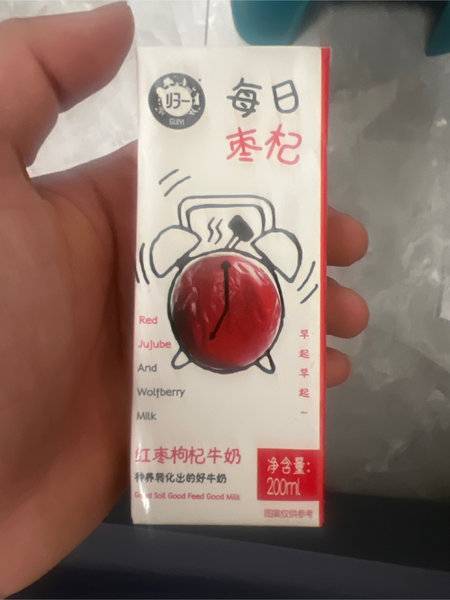 归一
GUIYI
每日
枣杞
Red
Jujube
And
Wolfberry
Milk
早起早起~
红枣枸杞牛奶
种养转化出的好牛奶
Good Soil Good Feed Good Milk
净含量:
200ml
图案仅供参考